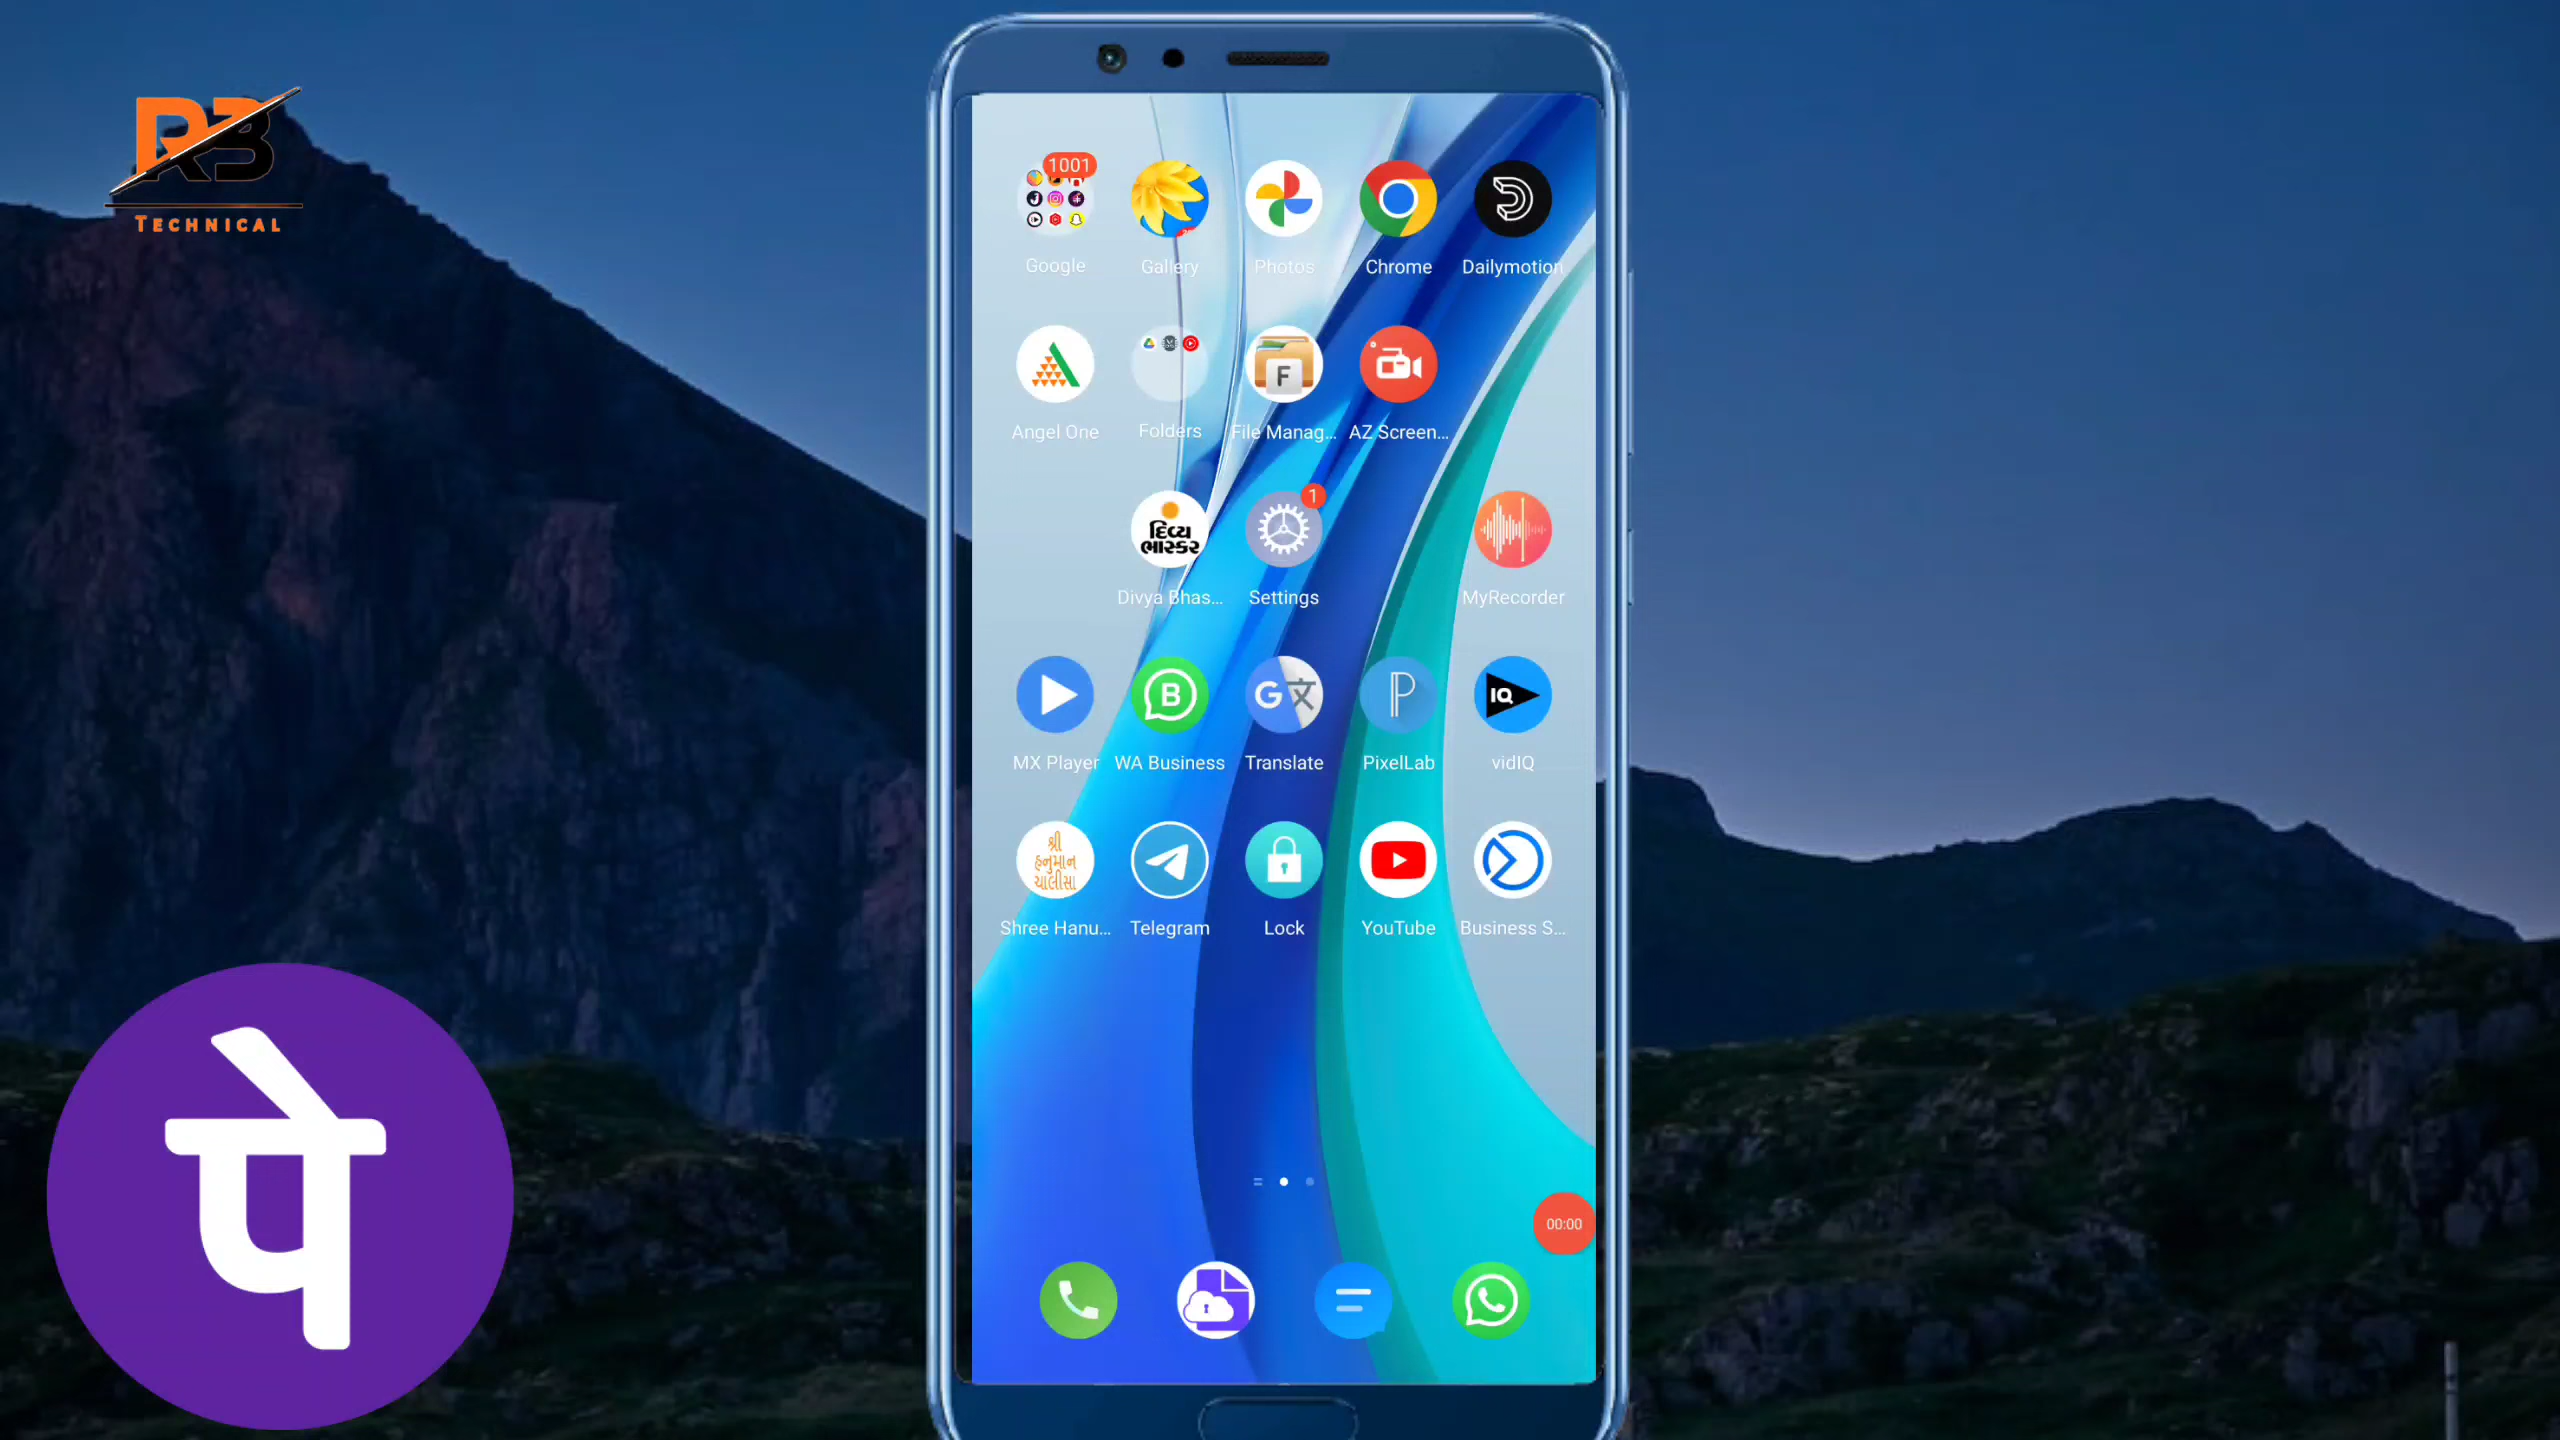 RB
TECHNICAL
1001
Google
Gallery
Photos
Chrome
Dailymotion
Angel One
Folders
F
File Manag...
AZ Screen...
દિવ્ય
ભાસ્કર
1
Divya Bhas...
Settings
MyRecorder
B
G
P
IQ
MX Player
WA Business
Translate
PixelLab
vidIQ
શ્રી
હનુમાન
ચાલીસા
Shree Hanu...
Telegram
Lock
YouTube
Business S...
00:00
पे